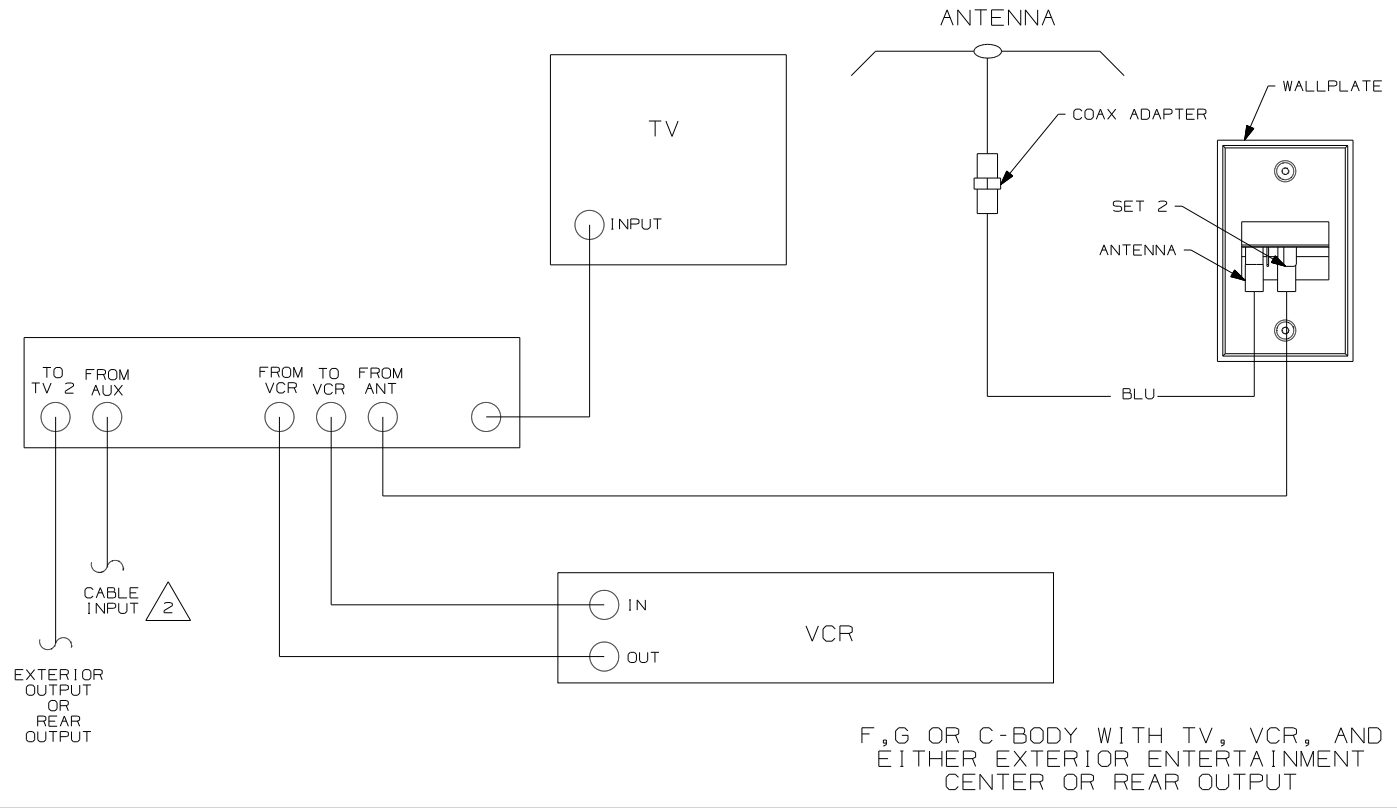 ANTENNA
WALLPLATE
COAX ADAPTER
TV
SET 2
INPUT
ANTENNA
TO
TV 2
FROM
AUX
FROM
VCR
TO
VCR
FROM
ANT
BLU
CABLE
INPUT
2
IN
VCR
OUT
EXTERIOR
OUTPUT
OR
REAR
OUTPUT
F,G OR C-BODY WITH TV, VCR, AND
EITHER EXTERIOR ENTERTAINMENT
CENTER OR REAR OUTPUT